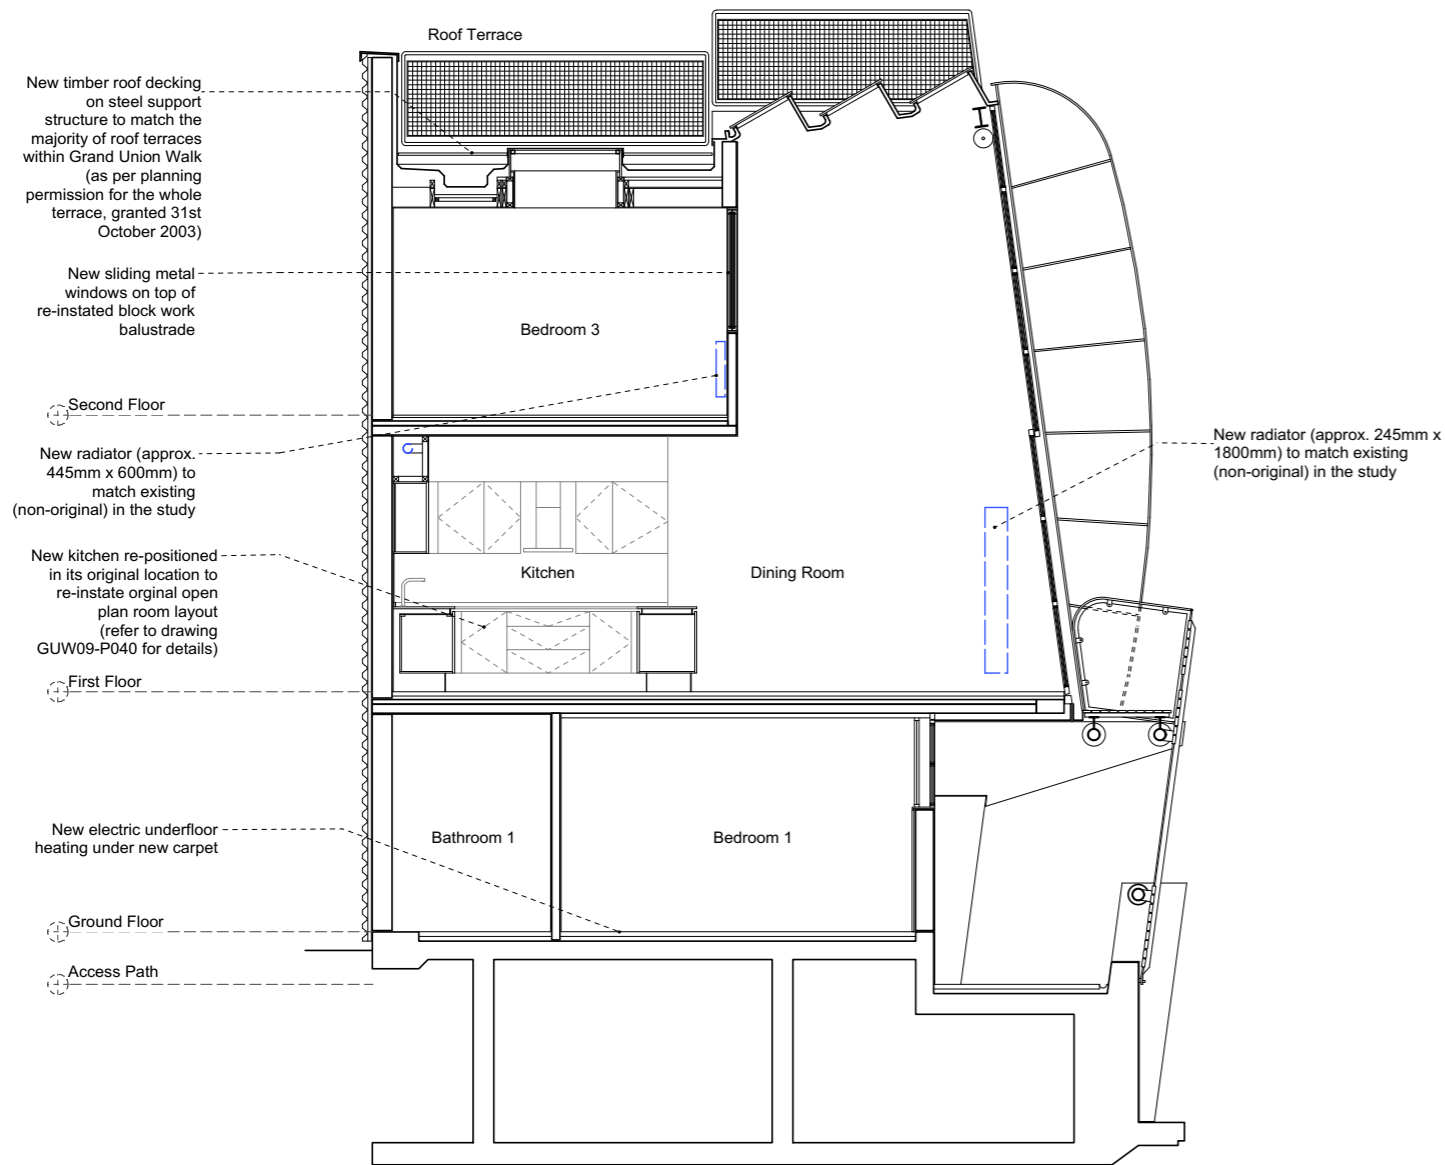 Roof Terrace
New timber roof decking
on steel support
structure to match the
majority of roof terraces
within Grand Union Walk
(as per planning
permission for the whole
terrace, granted 31st
October 2003)
New sliding metal
windows on top of
re-instated block work
balustrade
Bedroom 3
Second Floor
New radiator (approx.
445mm x 600mm) to
match existing
(non-original) in the study
New radiator (approx. 245mm x
1800mm) to match existing
(non-original) in the study
New kitchen re-positioned
in its original location to
re-instate orginal open
plan room layout
(refer to drawing
GUW09-P040 for details)
Kitchen
Dining Room
First Floor
New electric underfloor
heating under new carpet
Bathroom 1
Bedroom 1
Ground Floor
Access Path